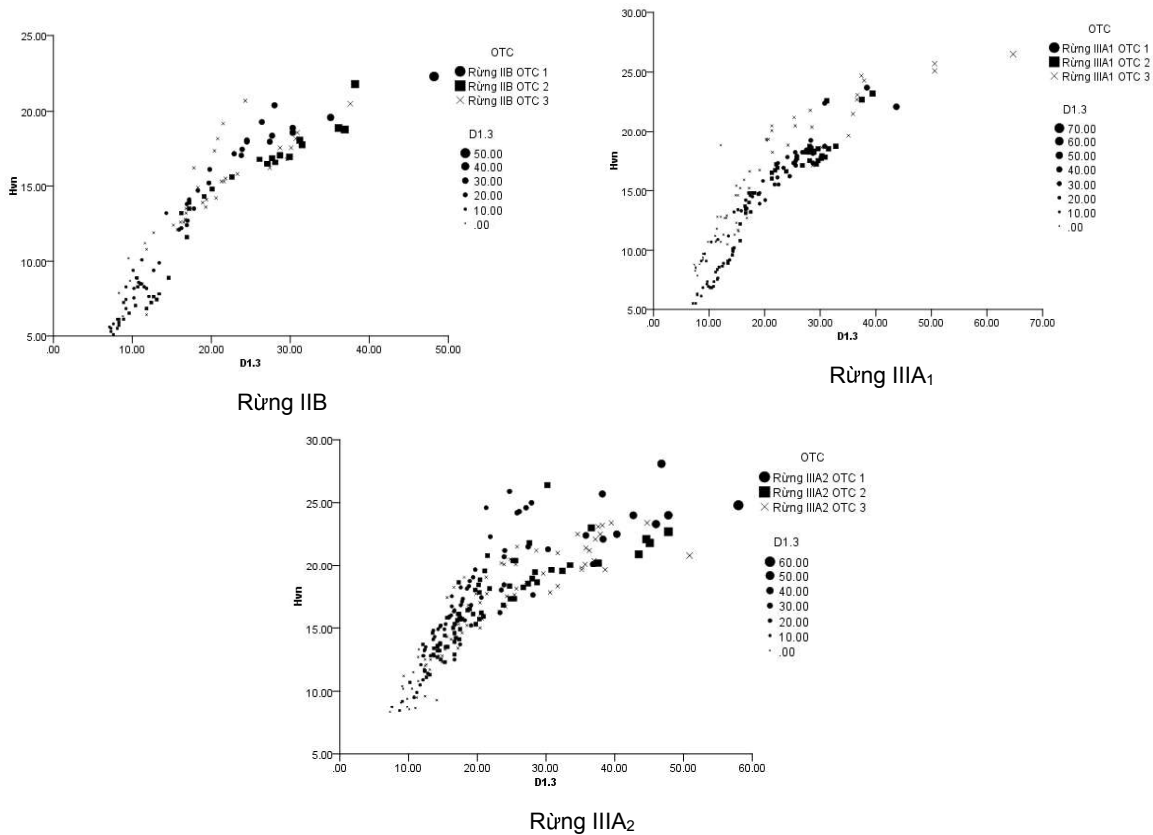 25.00
20.00
15.00
10.00
5.00
Hvn
.00 10.00 20.00 30.00 40.00 50.00
D1.3
OTC
Rừng IIB OTC 1
Rừng IIB OTC 2
Rừng IIB OTC 3
D1.3
50.00
40.00
30.00
20.00
10.00
.00
Rừng IIB
30.00
25.00
20.00
15.00
10.00
5.00
Hvn
.00 10.00 20.00 30.00 40.00 50.00 60.00 70.00
D1.3
OTC
Rừng IIIA1 OTC 1
Rừng IIIA1 OTC 2
Rừng IIIA1 OTC 3
D1.3
70.00
60.00
50.00
40.00
30.00
20.00
10.00
.00
Rừng IIIA₁
30.00
25.00
20.00
15.00
10.00
5.00
Hvn
.00 10.00 20.00 30.00 40.00 50.00 60.00
D1.3
OTC
Rừng IIIA2 OTC 1
Rừng IIIA2 OTC 2
Rừng IIIA2 OTC 3
D1.3
60.00
50.00
40.00
30.00
20.00
10.00
.00
Rừng IIIA₂